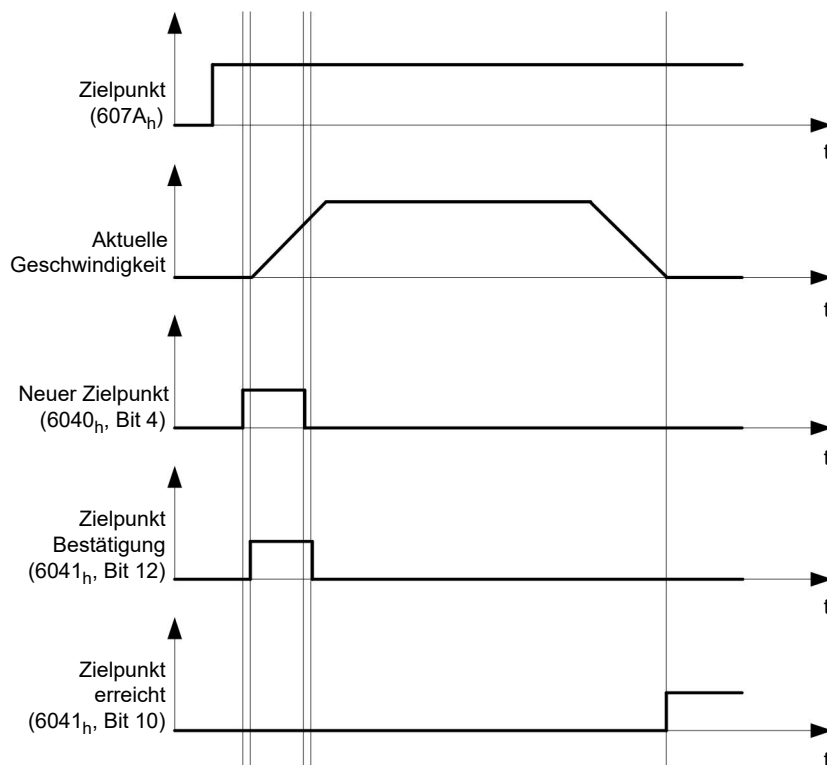 Zielpunkt
(607Ah)
t
Aktuelle
Geschwindigkeit
t
Neuer Zielpunkt
(6040h, Bit 4)
t
Zielpunkt
Bestätigung
(6041h, Bit 12)
t
Zielpunkt
erreicht
(6041h, Bit 10)
t